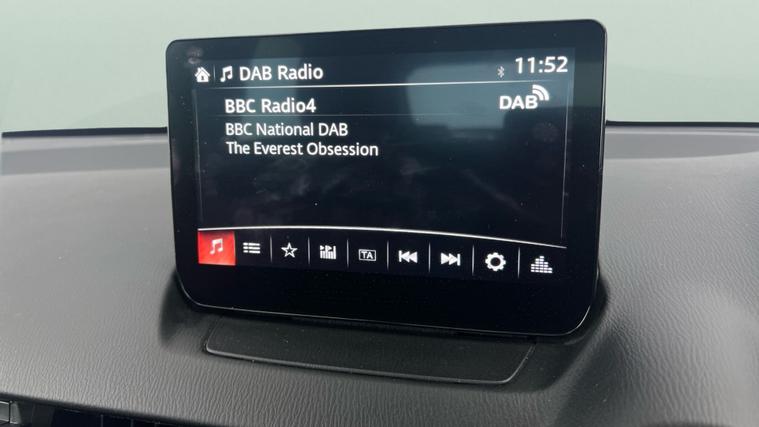 DAB Radio 11:52
BBC Radio4 DAB
BBC National DAB
The Everest Obsession
TA